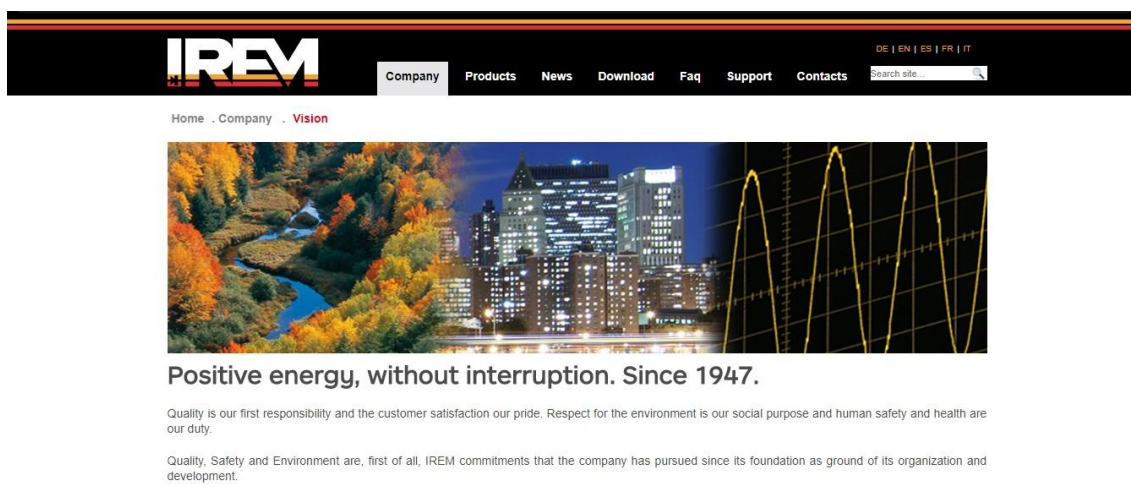 IREM
DE | EN | ES | FR | IT
Company Products News Download Faq Support Contacts
Search site...
Home . Company . Vision
Positive energy, without interruption. Since 1947.
Quality is our first responsibility and the customer satisfaction our pride. Respect for the environment is our social purpose and human safety and health are
our duty.
Quality, Safety and Environment are, first of all, IREM commitments that the company has pursued since its foundation as ground of its organization and
development.